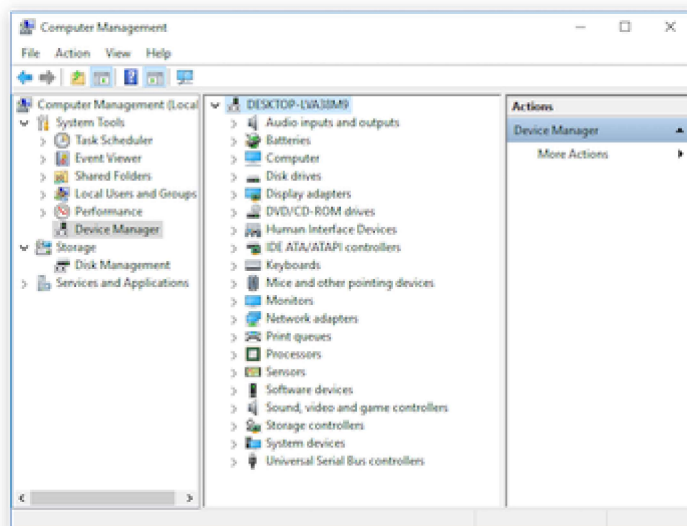 Computer Management
File Action View Help
Computer Management (Local
System Tools
Task Scheduler
Event Viewer
Shared Folders
Local Users and Groups
Performance
Device Manager
Storage
Disk Management
Services and Applications
DESKTOP-LVA38M9
Audio inputs and outputs
Batteries
Computer
Disk drives
Display adapters
DVD/CD-ROM drives
Human Interface Devices
IDE ATA/ATAPI controllers
Keyboards
Mice and other pointing devices
Monitors
Network adapters
Print queues
Processors
Sensors
Software devices
Sound, video and game controllers
Storage controllers
System devices
Universal Serial Bus controllers
Actions
Device Manager
More Actions